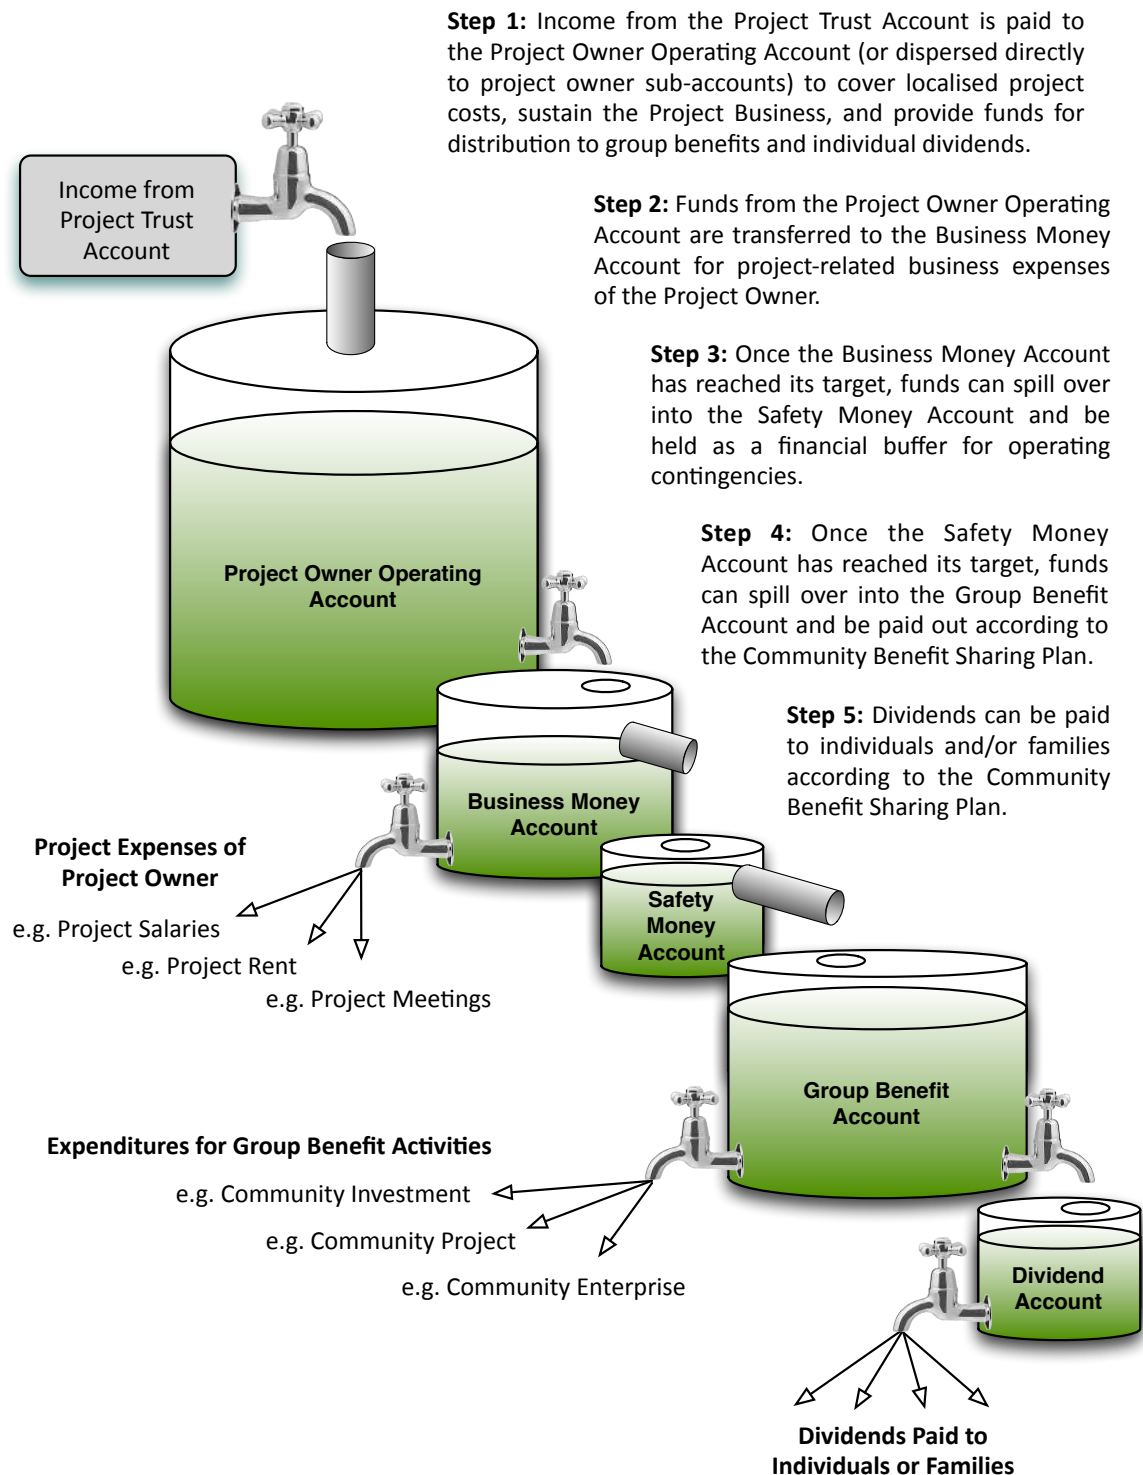 Step 1: Income from the Project Trust Account is paid to
the Project Owner Operating Account (or dispersed directly
to project owner sub-accounts) to cover localised project
costs, sustain the Project Business, and provide funds for
distribution to group benefits and individual dividends.
Income from
Project Trust
Account
Step 2: Funds from the Project Owner Operating
Account are transferred to the Business Money
Account for project-related business expenses
of the Project Owner.
Step 3: Once the Business Money Account
has reached its target, funds can spill over
into the Safety Money Account and be
held as a financial buffer for operating
contingencies.
Step 4: Once the Safety Money
Account has reached its target, funds
can spill over into the Group Benefit
Account and be paid out according to
the Community Benefit Sharing Plan.
Project Owner Operating
Account
Step 5: Dividends can be paid
to individuals and/or families
according to the Community
Benefit Sharing Plan.
Business Money
Account
Project Expenses of
Project Owner
e.g. Project Salaries
e.g. Project Rent
e.g. Project Meetings
Safety
Money
Account
Group Benefit
Account
Expenditures for Group Benefit Activities
e.g. Community Investment
e.g. Community Project
e.g. Community Enterprise
Dividend
Account
Dividends Paid to
Individuals or Families